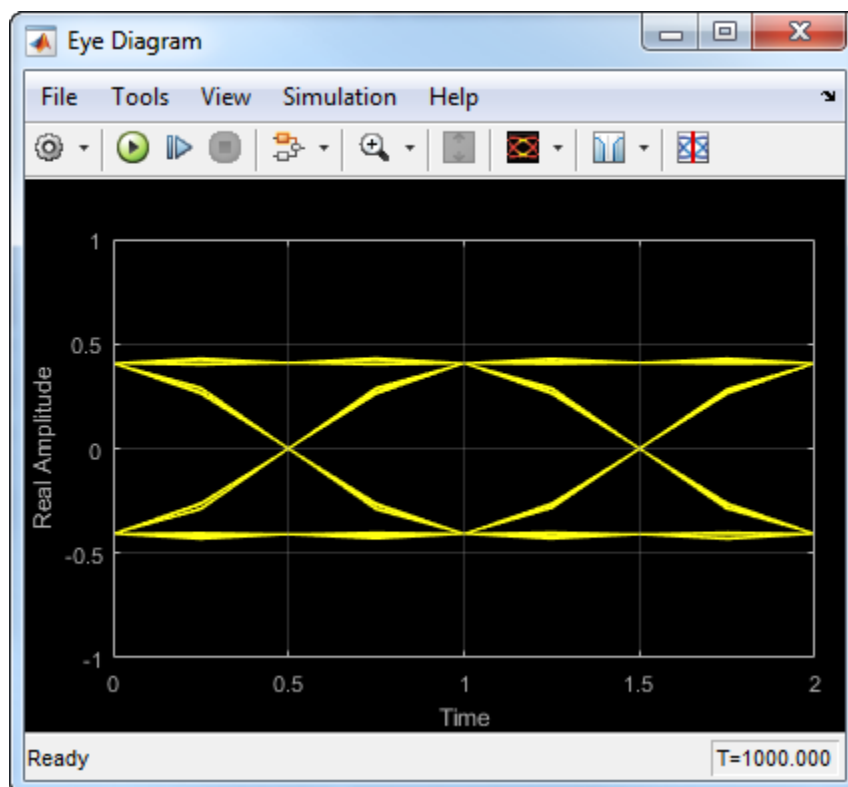 Eye Diagram
File Tools View Simulation Help
1
0.5
0
-0.5
-1
Real Amplitude
0 0.5 1 1.5 2
Time
Ready T=1000.000